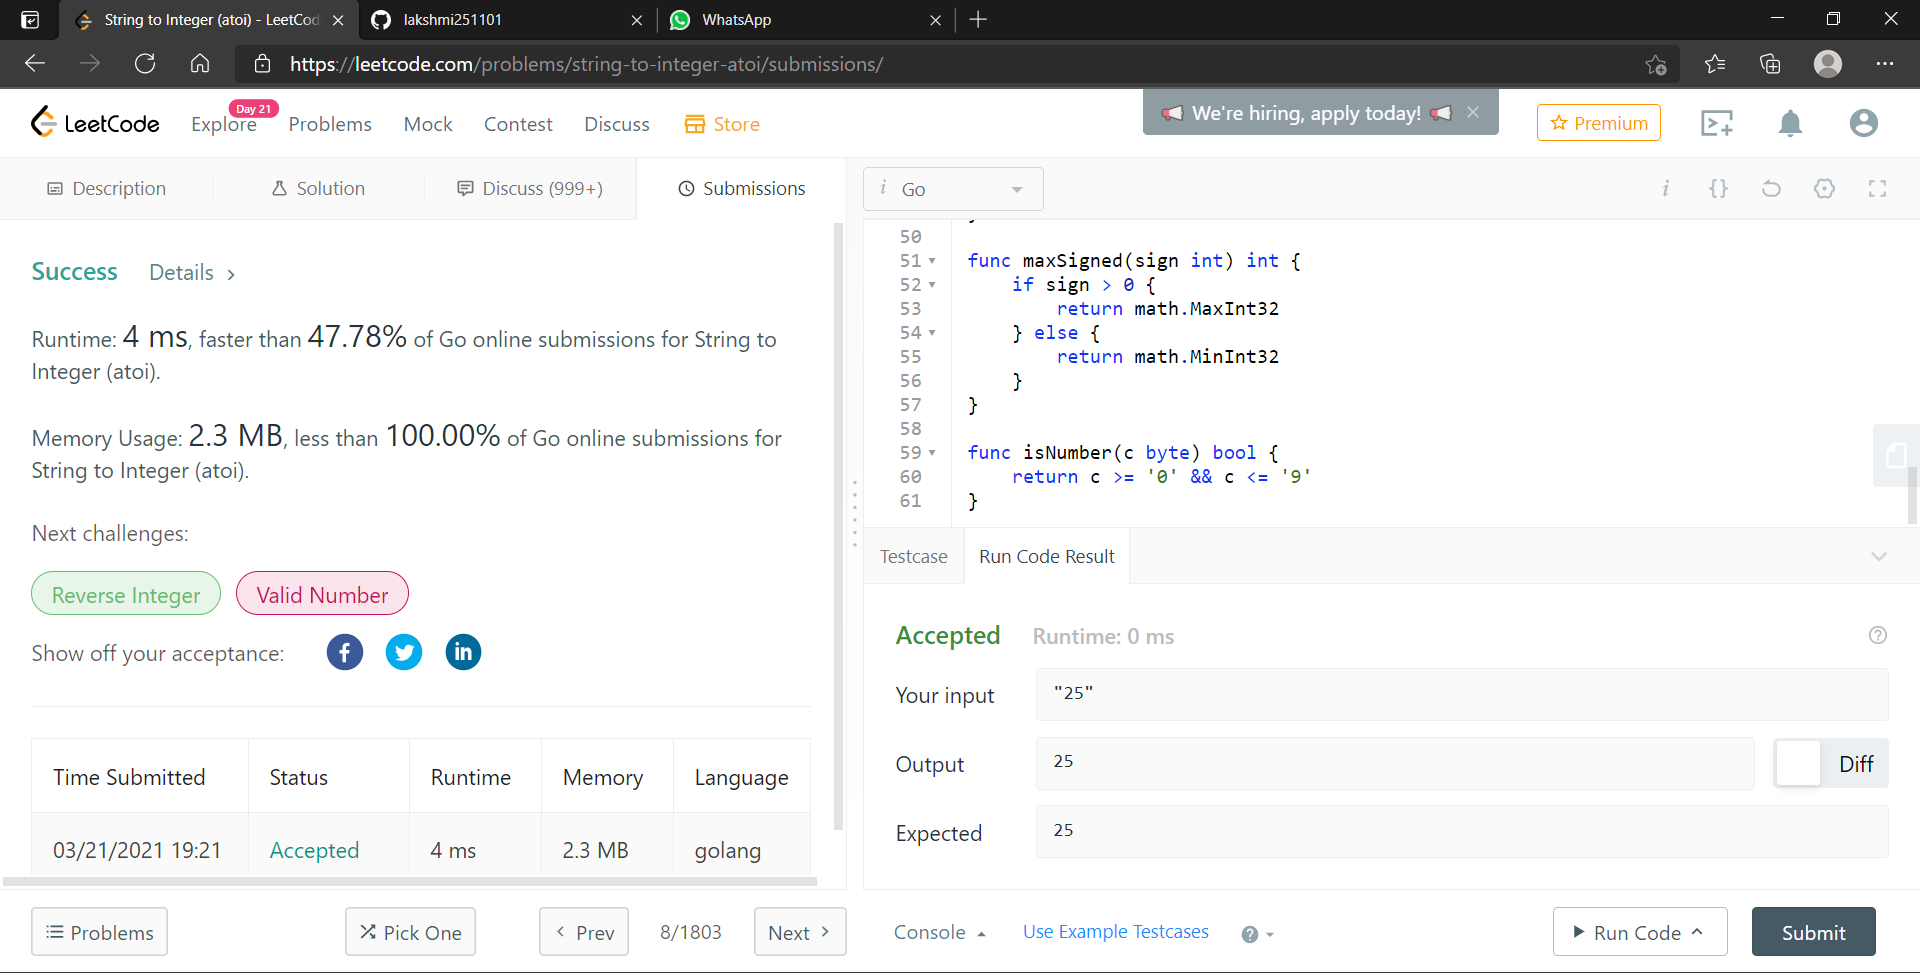 String to Integer (atoi) - LeetCod
lakshmi251101
WhatsApp
https://leetcode.com/problems/string-to-integer-atoi/submissions/
LeetCode
Explore
Day 21
Problems
Mock
Contest
Discuss
Store
We're hiring, apply today!
Premium
Description
Solution
Discuss (999+)
Submissions
Success
Details
Runtime: 4 ms, faster than 47.78% of Go online submissions for String to
Integer (atoi).
Memory Usage: 2.3 MB, less than 100.00% of Go online submissions for
String to Integer (atoi).
Next challenges:
Reverse Integer
Valid Number
Show off your acceptance:
Time Submitted Status Runtime Memory Language
03/21/2021 19:21 Accepted 4 ms 2.3 MB golang
Problems
Pick One
Prev
8/1803
Next
i Go
i {}
}
50
51 func maxSigned(sign int) int {
52 if sign > 0 {
53 return math.MaxInt32
54 } else {
55 return math.MinInt32
56 }
57 }
58
59 func isNumber(c byte) bool {
60 return c >= '0' && c <= '9'
61 }
Testcase
Run Code Result
Accepted Runtime: 0 ms
Your input
"25"
Output
25
Diff
Expected
25
Console
Use Example Testcases
Run Code
Submit